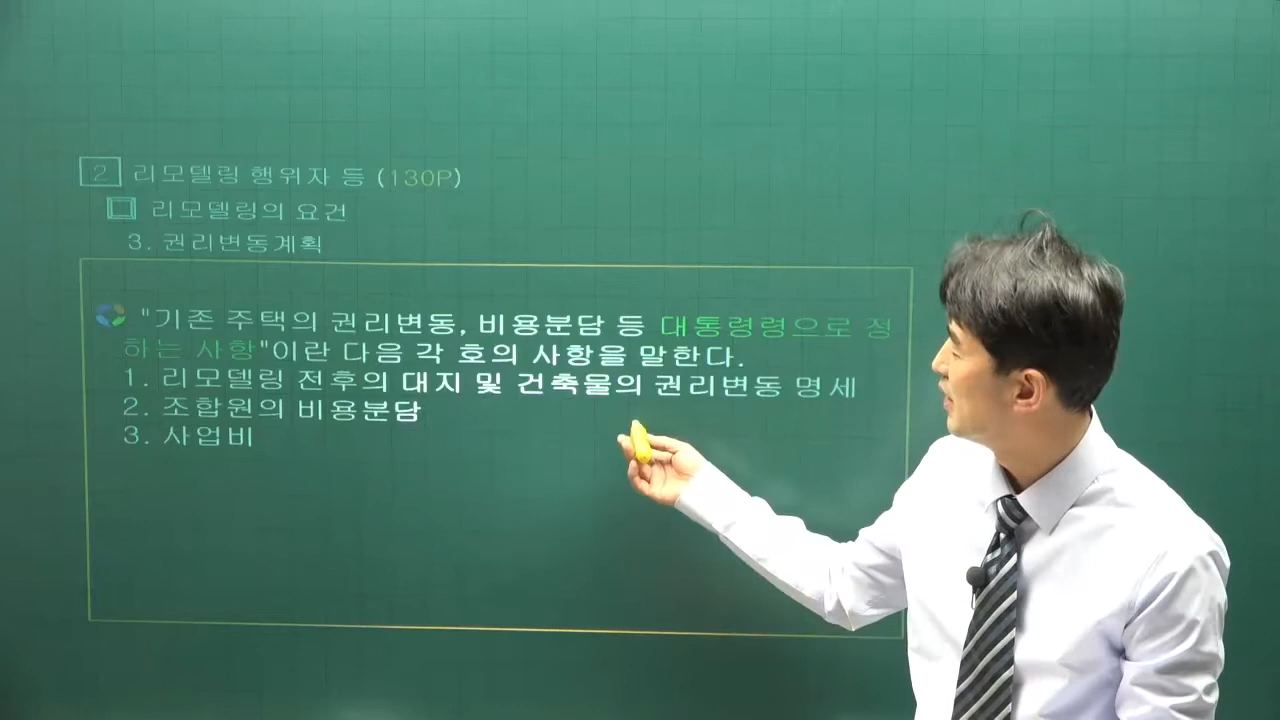 2 리모델링 행위자 등 (130P)
리모델링의 요건
3. 권리변동계획
"기존 주택의 권리변동, 비용분담 등 대통령령으로 정
하는 사항"이란 다음 각 호의 사항을 말한다.
1. 리모델링 전후의 대지 및 건축물의 권리변동 명세
2. 조합원의 비용분담
3. 사업비